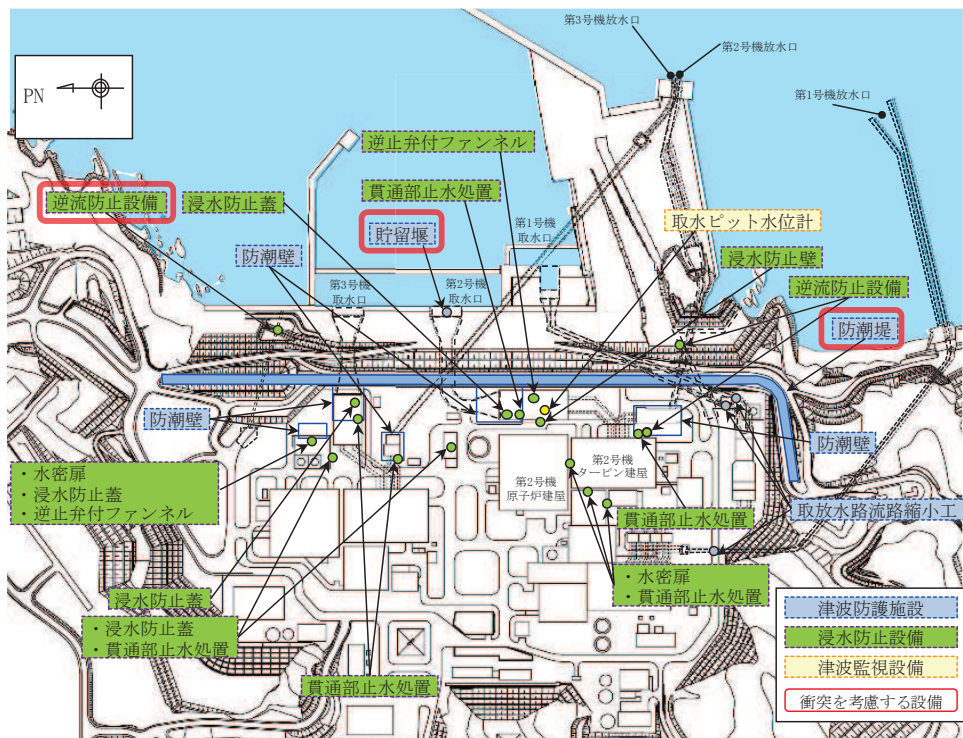 第3号機放水口
第2号機放水口
第1号機放水口
PN
逆止弁付ファンネル
貫通部止水処置
逆流防止設備
浸水防止蓋
貯留堰
第1号機
取水口
取水ピット水位計
防潮壁
浸水防止壁
第3号機
取水口
第2号機
取水口
逆流防止設備
防潮堤
防潮壁
防潮壁
第2号機
タービン建屋
第2号機
原子炉建屋
・水密扉
・浸水防止蓋
・逆止弁付ファンネル
取放水路流路縮小工
貫通部止水処置
・水密扉
・貫通部止水処置
浸水防止蓋
・浸水防止蓋
・貫通部止水処置
貫通部止水処置
津波防護施設
浸水防止設備
津波監視設備
衝突を考慮する設備